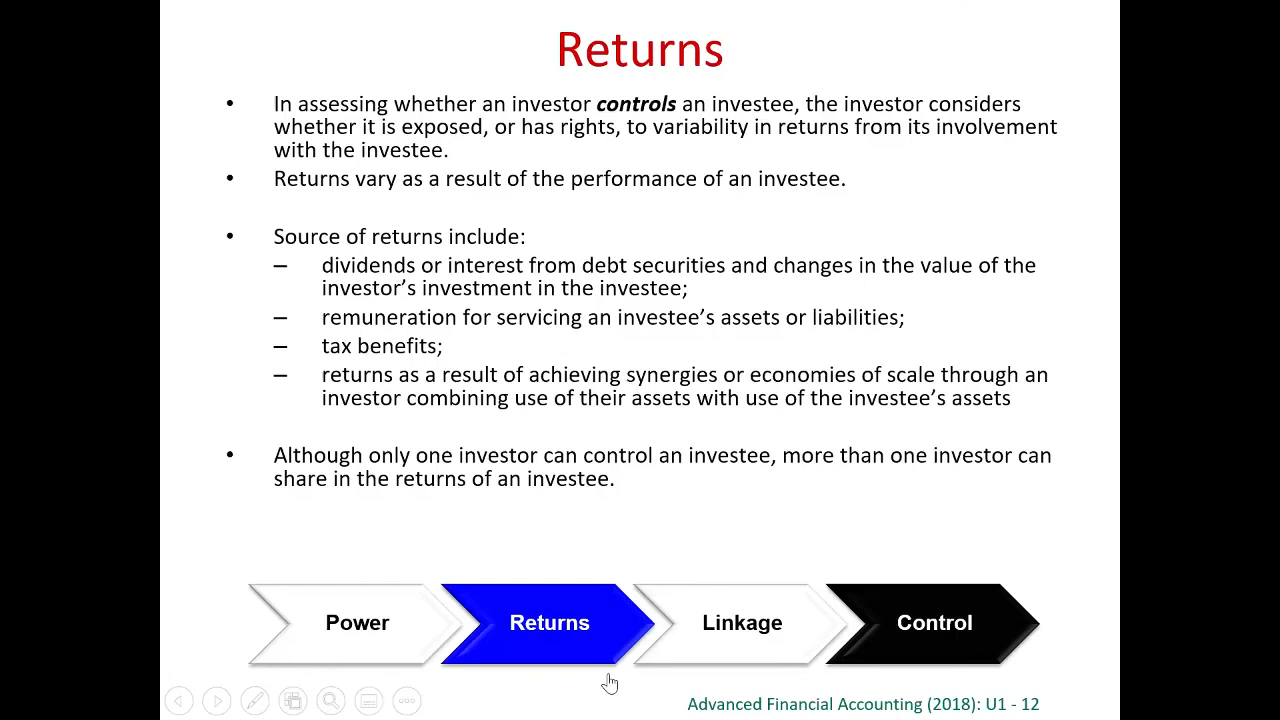 Returns
• In assessing whether an investor controls an investee, the investor considers
whether it is exposed, or has rights, to variability in returns from its involvement
with the investee.
• Returns vary as a result of the performance of an investee.
• Source of returns include:
– dividends or interest from debt securities and changes in the value of the
investor’s investment in the investee;
– remuneration for servicing an investee’s assets or liabilities;
– tax benefits;
– returns as a result of achieving synergies or economies of scale through an
investor combining use of their assets with use of the investee’s assets
• Although only one investor can control an investee, more than one investor can
share in the returns of an investee.
Power
Returns
Linkage
Control
Advanced Financial Accounting (2018): U1 - 12